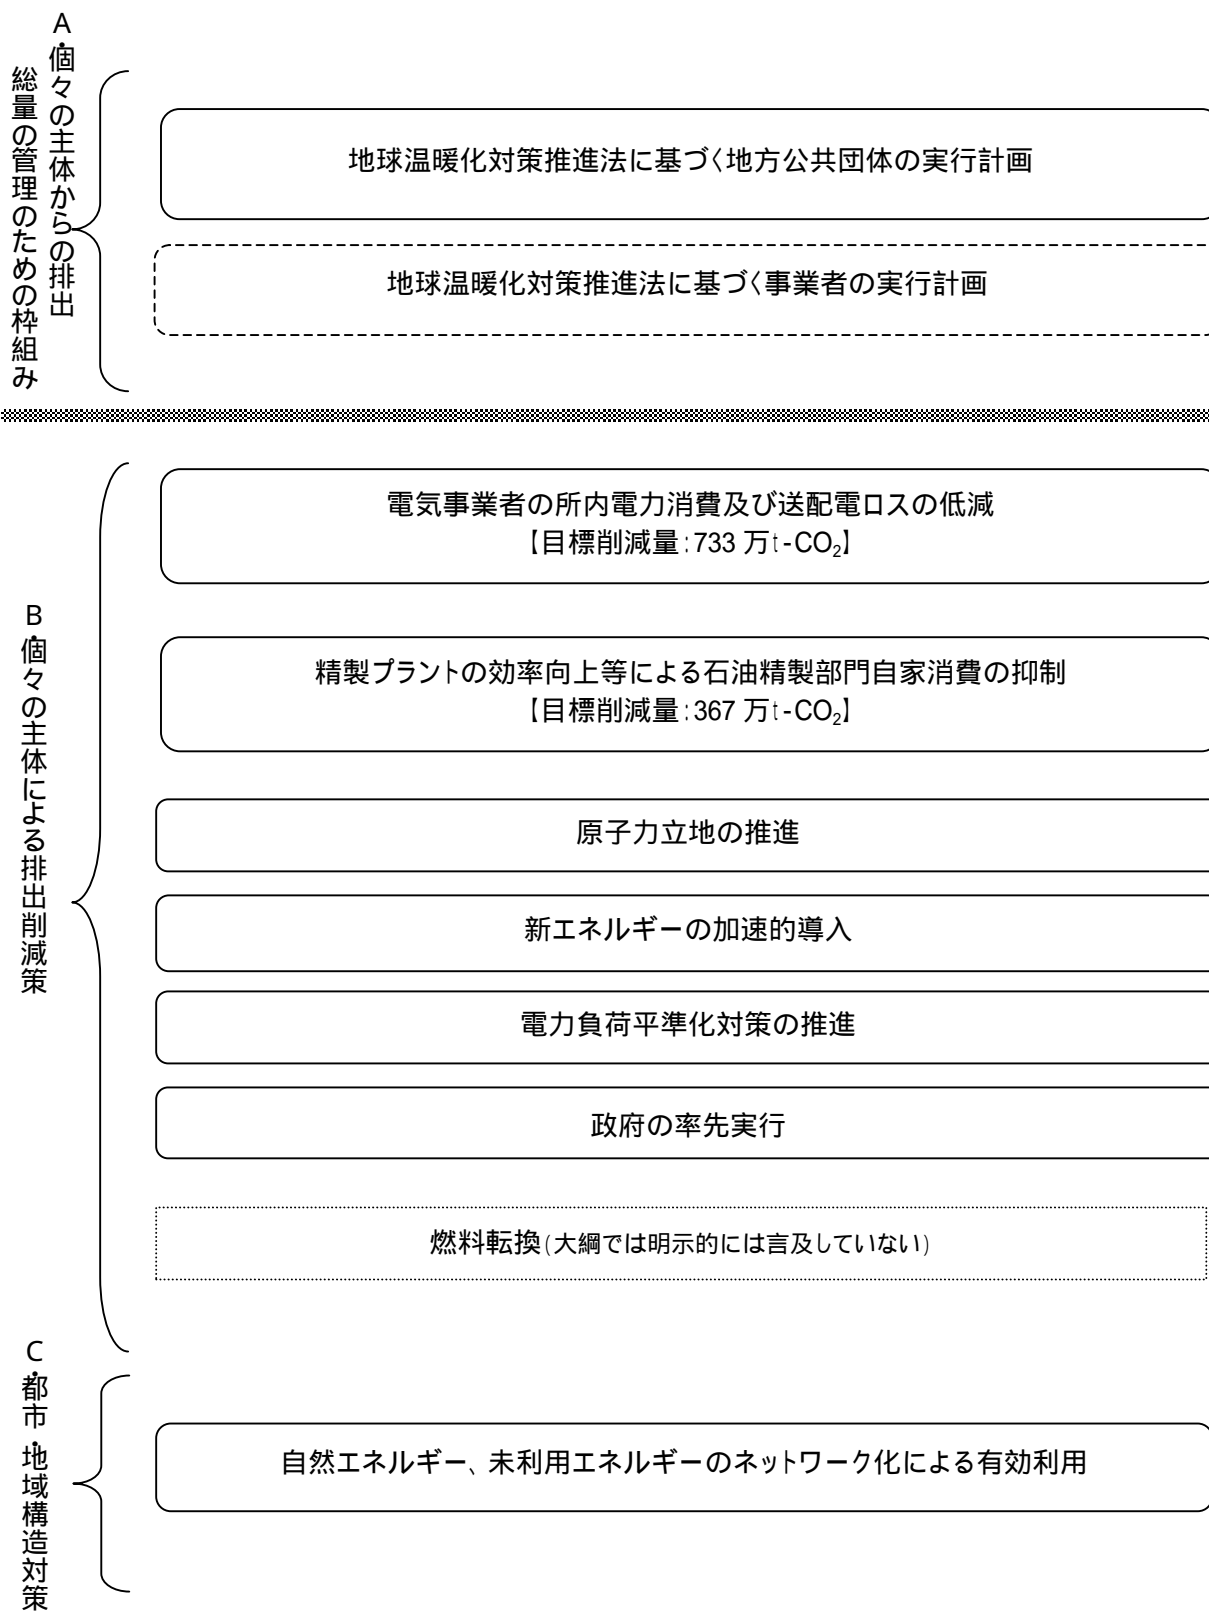 A・個々の主体からの排出
総量の管理のための枠組み
地球温暖化対策推進法に基づく地方公共団体の実行計画
地球温暖化対策推進法に基づく事業者の実行計画
B・個々の主体による排出削減策
電気事業者の所内電力消費及び送配電ロスの低減
【目標削減量:733 万t-CO₂】
精製プラントの効率向上等による石油精製部門自家消費の抑制
【目標削減量:367 万t-CO₂】
原子力立地の推進
新エネルギーの加速的導入
電力負荷平準化対策の推進
政府の率先実行
燃料転換(大綱では明示的には言及していない)
C・都市・地域構造対策
自然エネルギー、未利用エネルギーのネットワーク化による有効利用